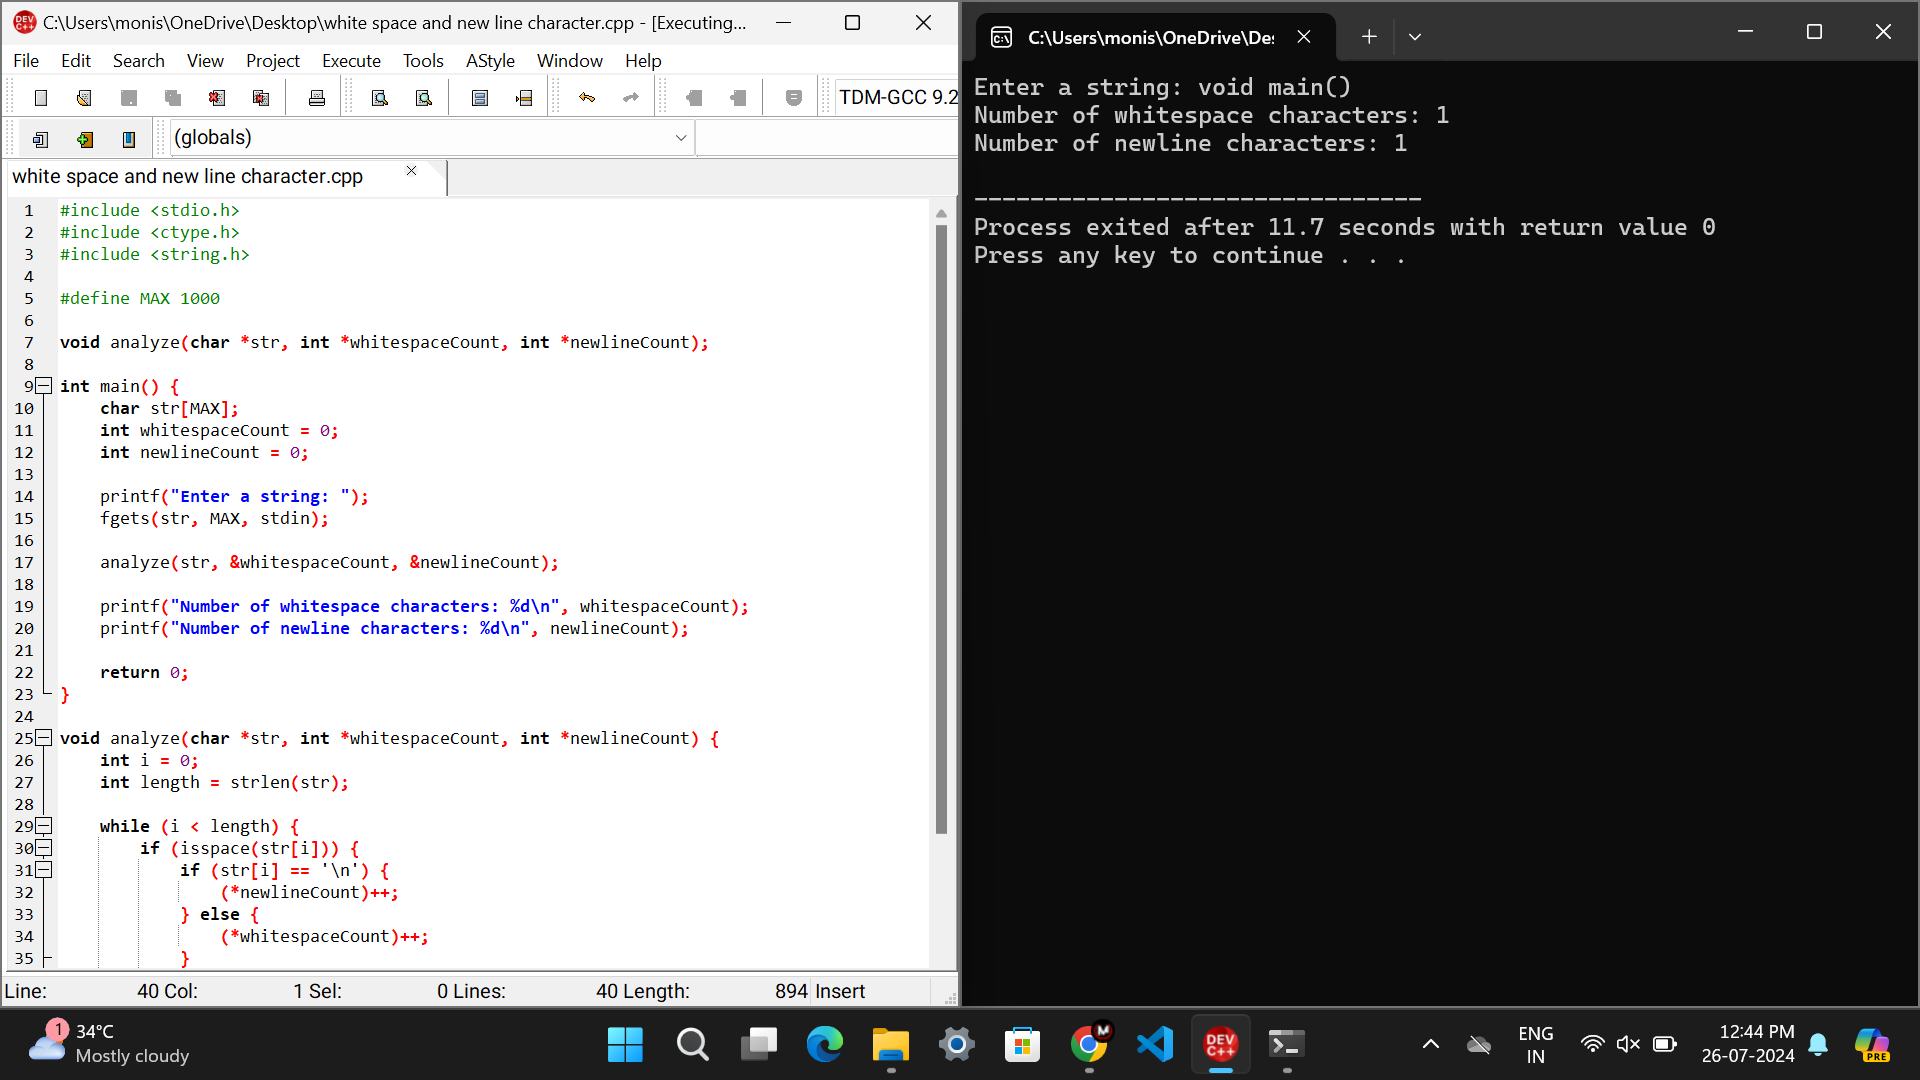 C:\Users\monis\OneDrive\Desktop\white space and new line character.cpp - [Executing...
File Edit Search View Project Execute Tools AStyle Window Help
TDM-GCC 9.2
(globals)
white space and new line character.cpp
1 #include <stdio.h>
2 #include <ctype.h>
3 #include <string.h>
4
5 #define MAX 1000
6
7 void analyze(char *str, int *whitespaceCount, int *newlineCount);
8
9 int main() {
10 char str[MAX];
11 int whitespaceCount = 0;
12 int newlineCount = 0;
13
14 printf("Enter a string: ");
15 fgets(str, MAX, stdin);
16
17 analyze(str, &whitespaceCount, &newlineCount);
18
19 printf("Number of whitespace characters: %d\n", whitespaceCount);
20 printf("Number of newline characters: %d\n", newlineCount);
21
22 return 0;
23 }
24
25 void analyze(char *str, int *whitespaceCount, int *newlineCount) {
26 int i = 0;
27 int length = strlen(str);
28
29 while (i < length) {
30 if (isspace(str[i])) {
31 if (str[i] == '\n') {
32 (*newlineCount)++;
33 } else {
34 (*whitespaceCount)++;
35 }
Line: 40 Col: 1 Sel: 0 Lines: 40 Length: 894 Insert
C:\Users\monis\OneDrive\De
Enter a string: void main()
Number of whitespace characters: 1
Number of newline characters: 1
--------------------------------
Process exited after 11.7 seconds with return value 0
Press any key to continue . . .
1
34°C
Mostly cloudy
M
DEV C++
ENG
IN
12:44 PM
26-07-2024
PRE